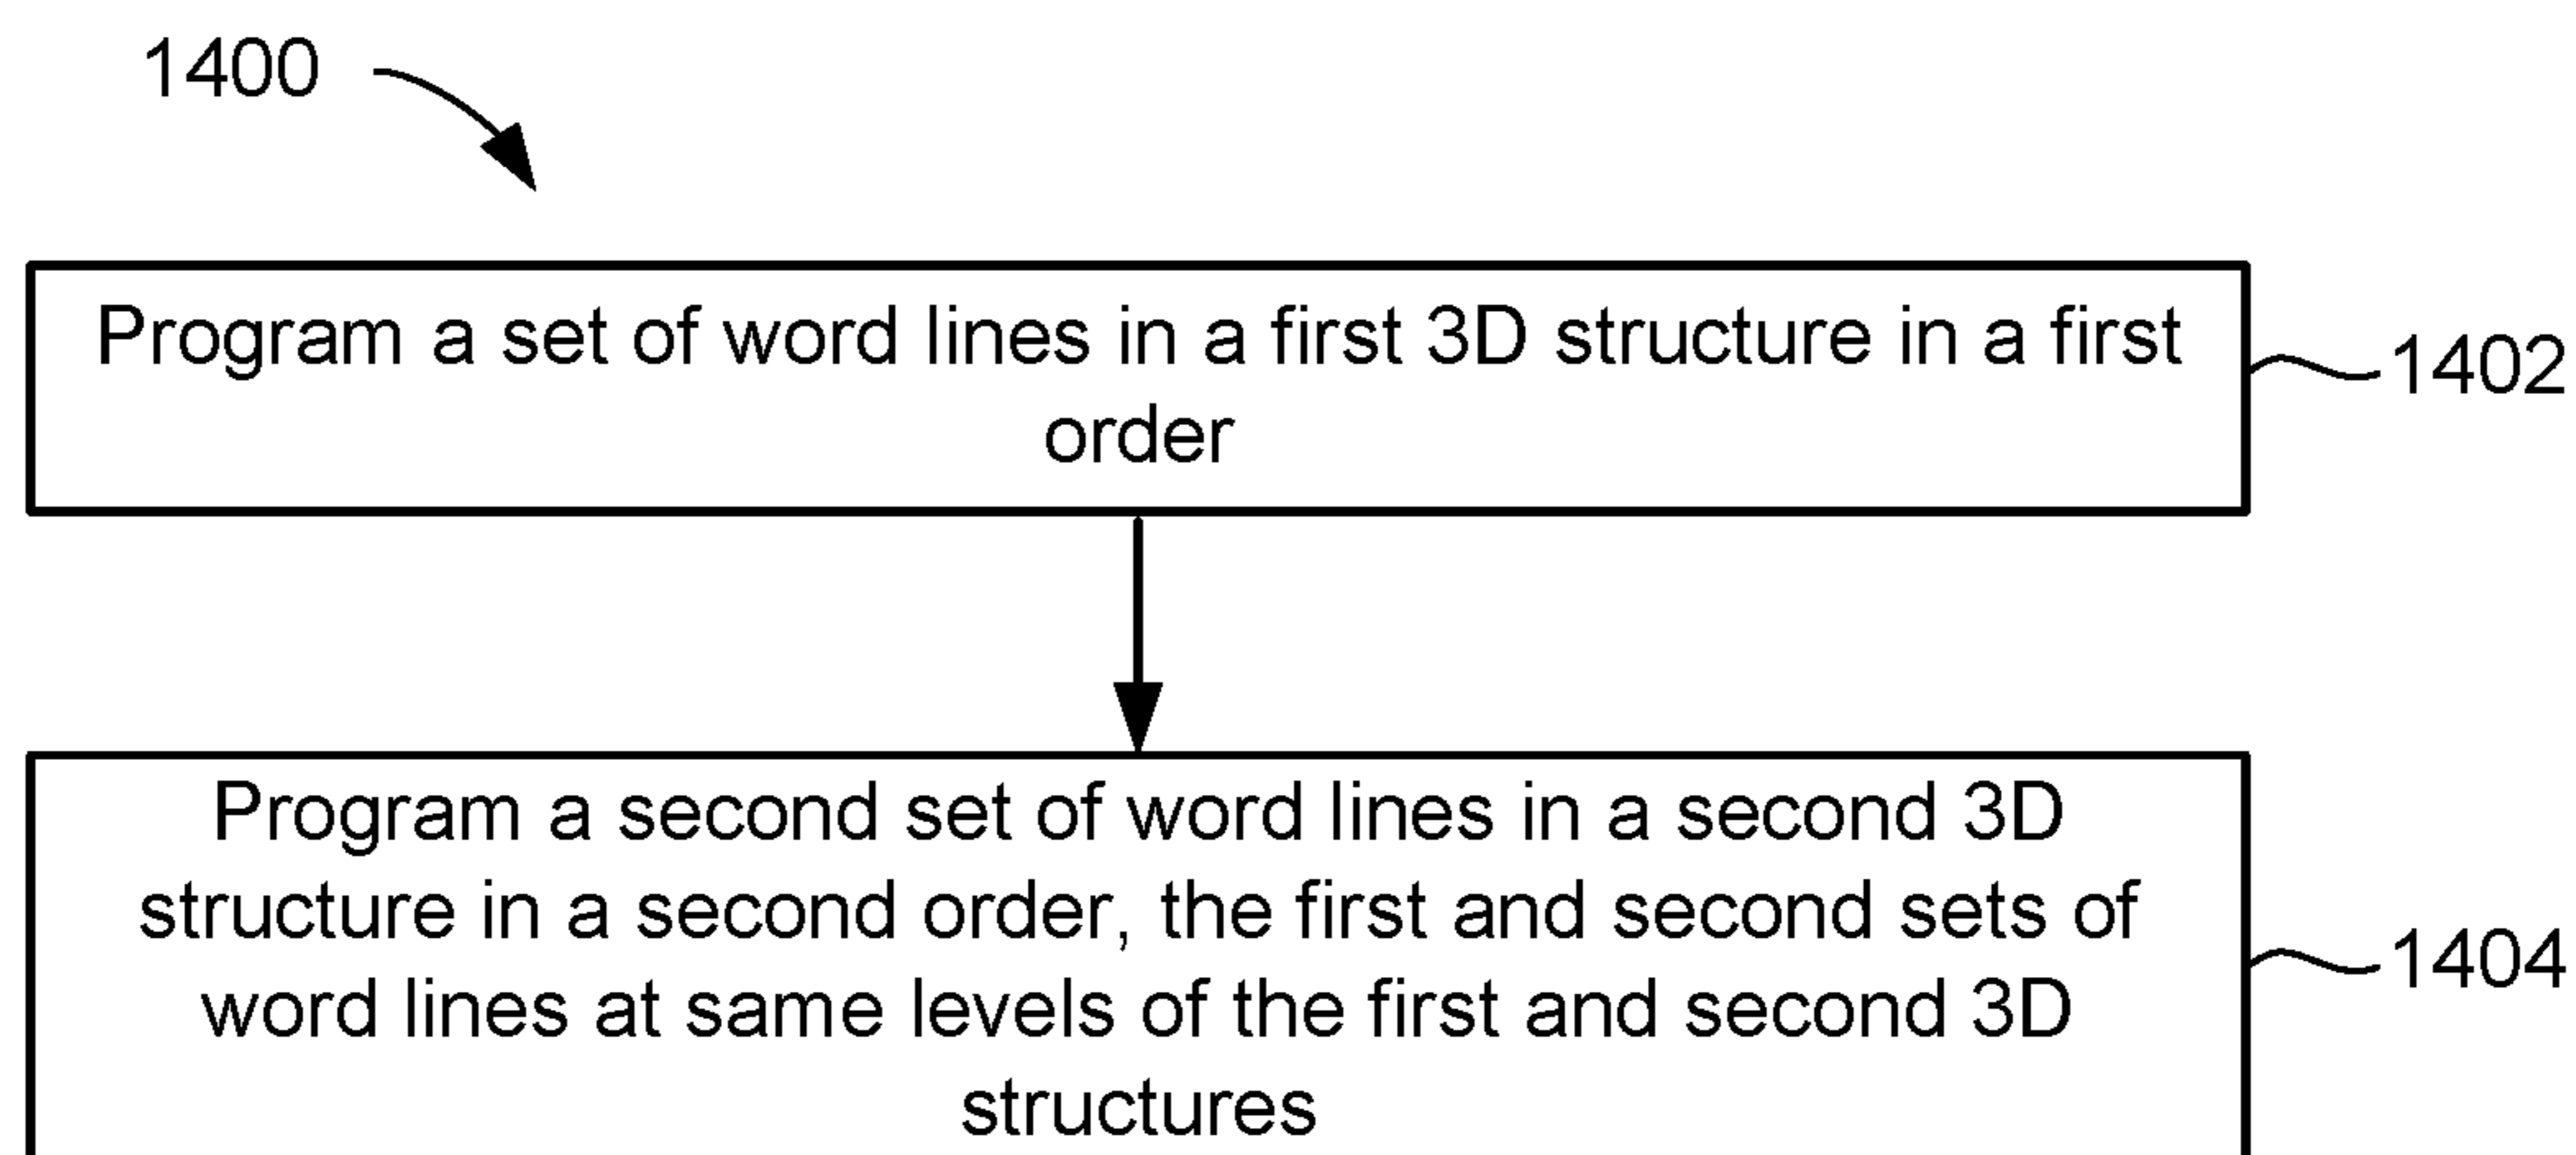 1400
Program a set of word lines in a first 3D structure in a first
order
1402
Program a second set of word lines in a second 3D
structure in a second order, the first and second sets of
word lines at same levels of the first and second 3D
structures
1404